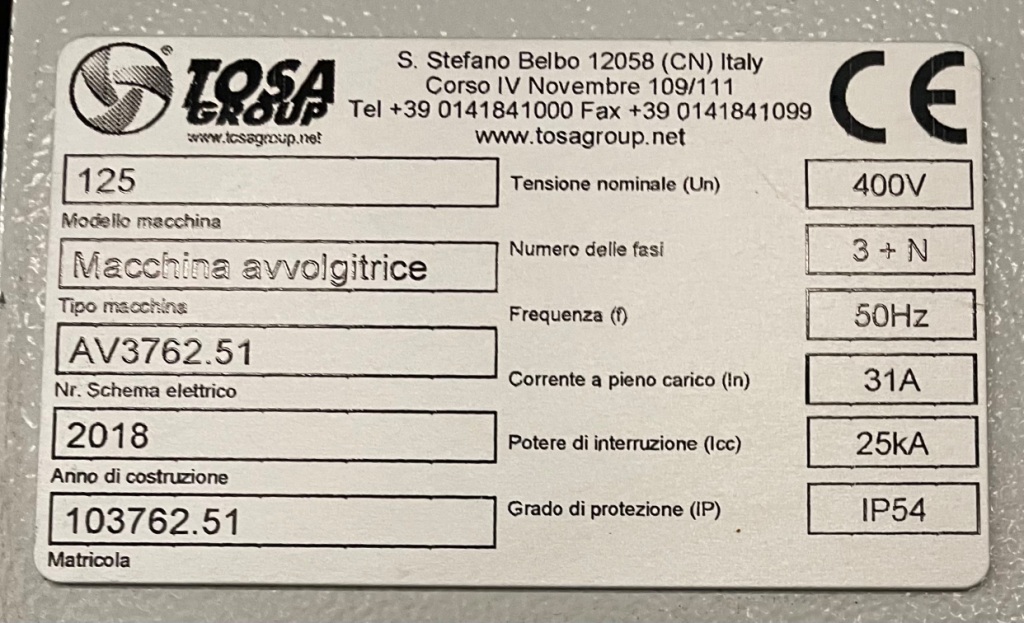 TOSA
GROUP
www.tosagroup.net
S. Stefano Belbo 12058 (CN) Italy
Corso IV Novembre 109/111
Tel +39 0141841000 Fax +39 0141841099
www.tosagroup.net
CE
125
Modello macchina
Macchina avvolgitrice
Tipo macchina
AV3762.51
Nr. Schema elettrico
2018
Anno di costruzione
103762.51
Matricola
Tensione nominale (Un) 400V
Numero delle fasi 3 + N
Frequenza (f) 50Hz
Corrente a pieno carico (In) 31A
Potere di interruzione (Icc) 25kA
Grado di protezione (IP) IP54